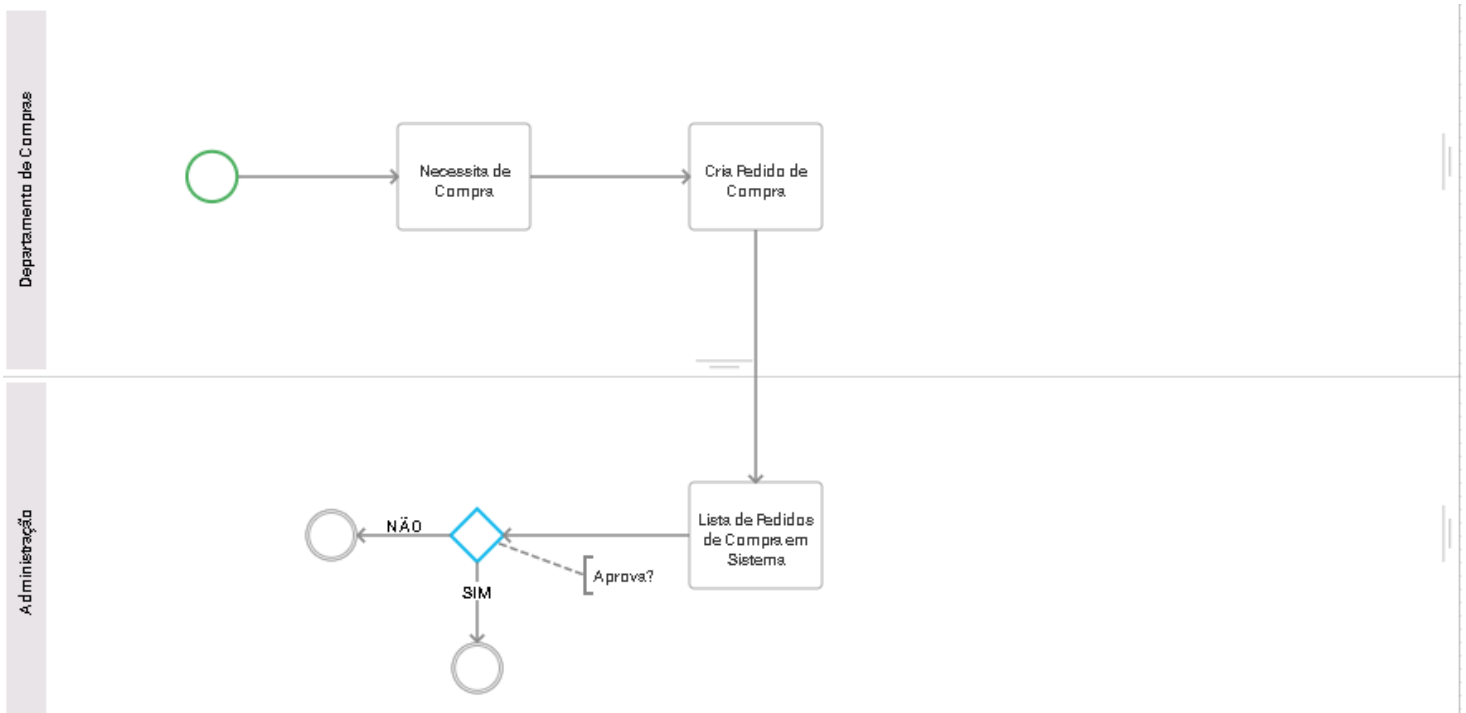 Departamento de Compras
Necessita de
Compra
Cria Pedido de
Compra
Administração
NÃO
SIM
Aprova?
Lista de Pedidos
de Compra em
Sistema